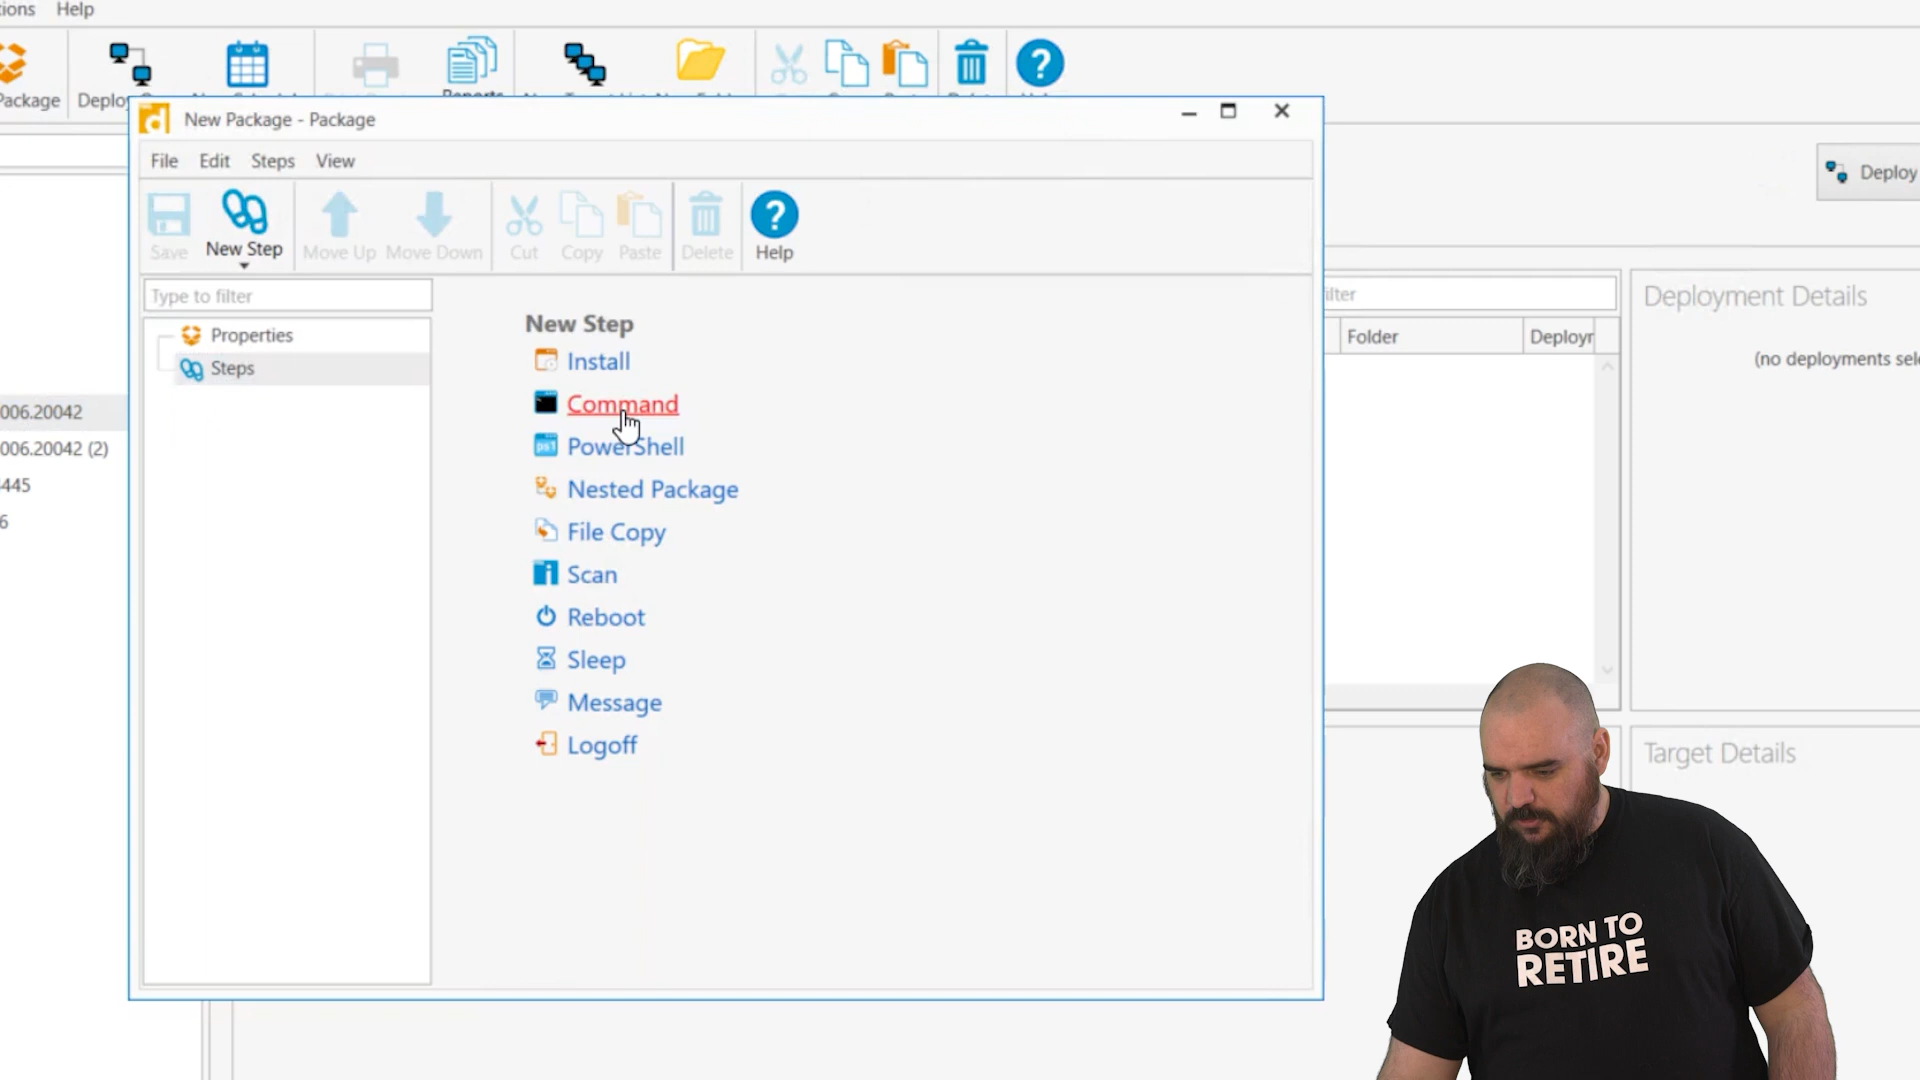 ions Help
Package Deploy
New Package - Package
File Edit Steps View
Save New Step Move Up Move Down Cut Copy Paste Delete Help
Type to filter
Properties
Steps
New Step
Install
Command
PowerShell
Nested Package
File Copy
Scan
Reboot
Sleep
Message
Logoff
006.20042
006.20042 (2)
445
6
Deploy
ilter
Folder Deployr
Deployment Details
(no deployments sele
Target Details
BORN TO
RETIRE